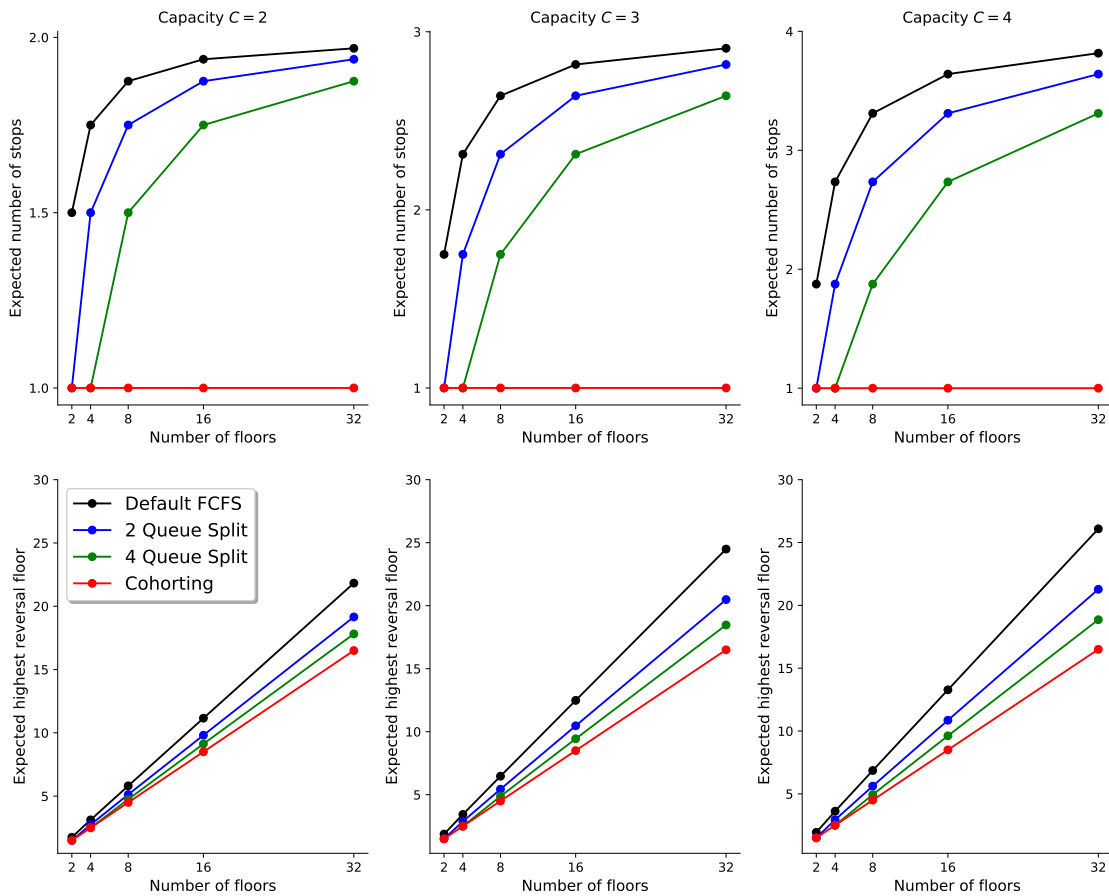 Capacity C = 2
Expected number of stops
2.0
1.5
1.0
2 4 8 16 32
Number of floors
Capacity C = 3
Expected number of stops
3
2
1
2 4 8 16 32
Number of floors
Capacity C = 4
Expected number of stops
4
3
2
1
2 4 8 16 32
Number of floors
Expected highest reversal floor
30
25
20
15
10
5
Default FCFS
2 Queue Split
4 Queue Split
Cohorting
2 4 8 16 32
Number of floors
Expected highest reversal floor
30
25
20
15
10
5
2 4 8 16 32
Number of floors
Expected highest reversal floor
30
25
20
15
10
5
2 4 8 16 32
Number of floors